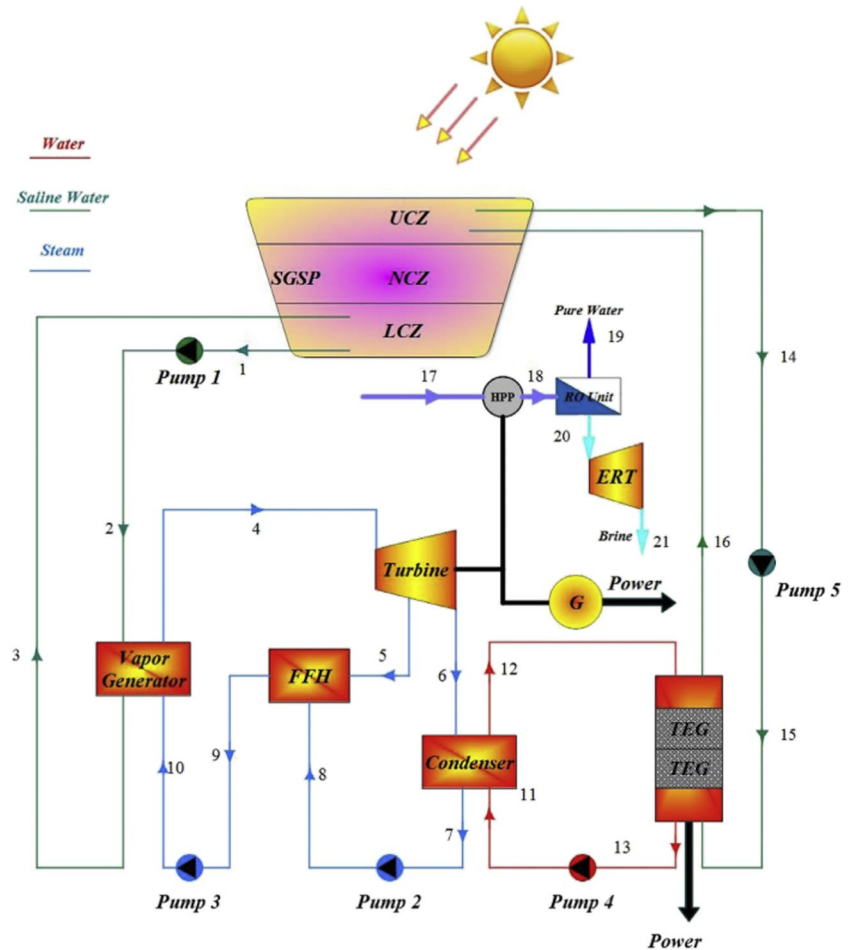 Water
Saline Water
Steam
UCZ
SGSP
NCZ
LCZ
Pump 1
1
Pure Water
19
14
17
HPP
18
RO Unit
20
ERT
2
4
Brine
21
16
Turbine
Power
G
Pump 5
3
Vapor
Generator
FFH
5
6
12
TEG
TEG
15
9
10
8
Condenser
11
7
13
Pump 3
Pump 2
Pump 4
Power